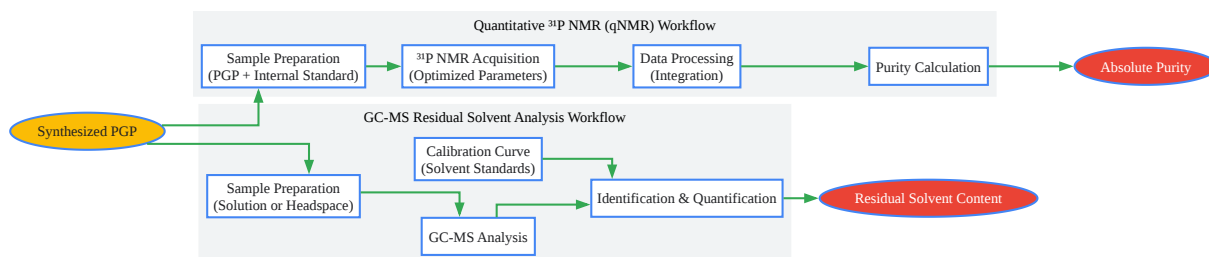 Quantitative ³¹P NMR (qNMR) Workflow
Sample Preparation
(PGP + Internal Standard)
³¹P NMR Acquisition
(Optimized Parameters)
Data Processing
(Integration)
Purity Calculation
Absolute Purity
Synthesized PGP
GC-MS Residual Solvent Analysis Workflow
Calibration Curve
(Solvent Standards)
Sample Preparation
(Solution or Headspace)
GC-MS Analysis
Identification & Quantification
Residual Solvent Content